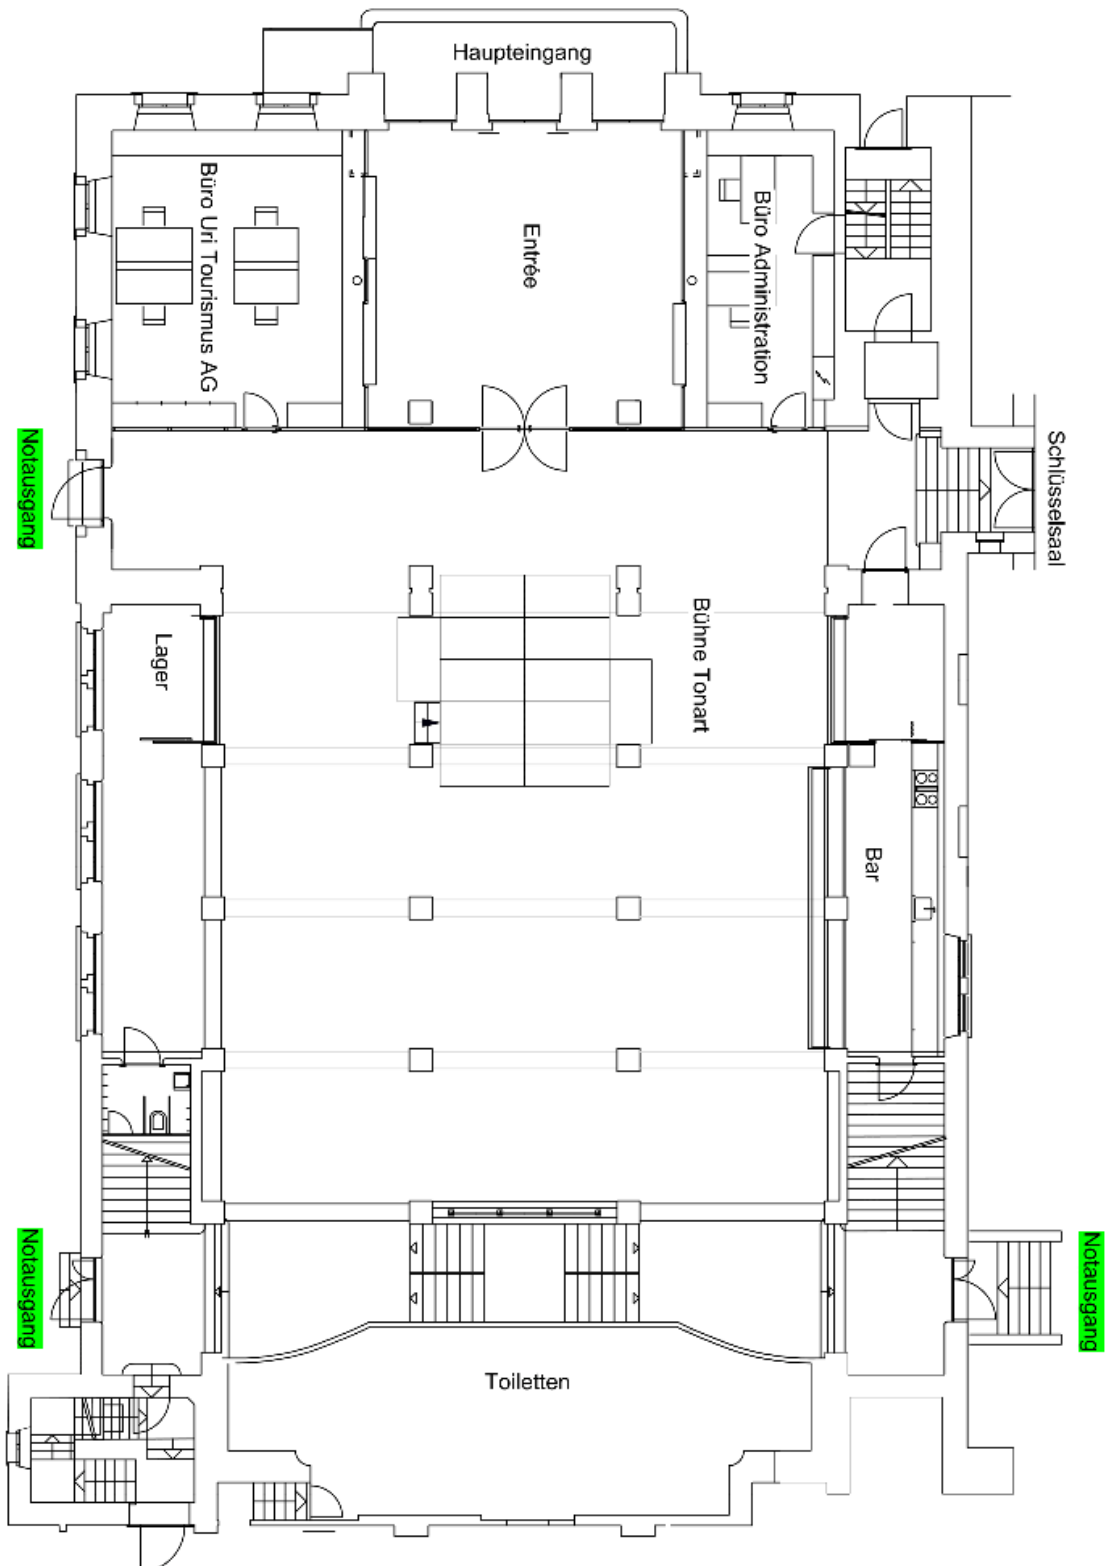 Haupteingang
Büro Uri Tourismus AG
Entrée
Büro Administration
Notausgang
Schlüsselsaal
Lager
Bühne Tonart
Bar
Notausgang
Notausgang
Toiletten